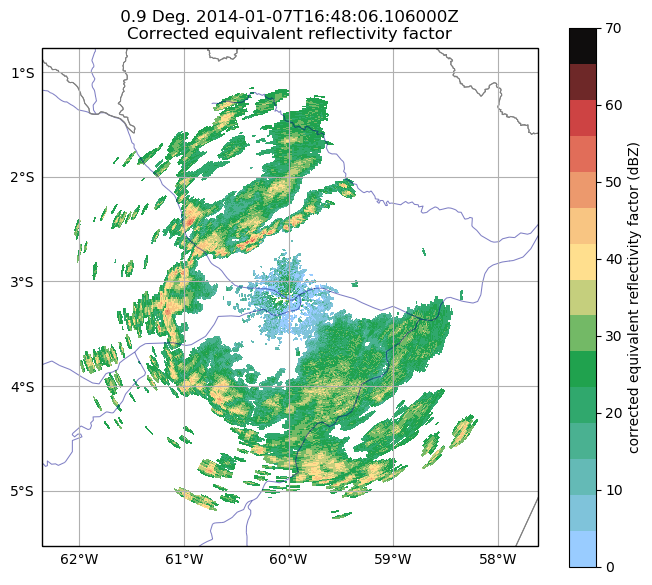 0.9 Deg. 2014-01-07T16:48:06.106000Z
Corrected equivalent reflectivity factor
1°S
2°S
3°S
4°S
5°S
62°W 61°W 60°W 59°W 58°W
70
60
50
40
30
20
10
0
corrected equivalent reflectivity factor (dBZ)